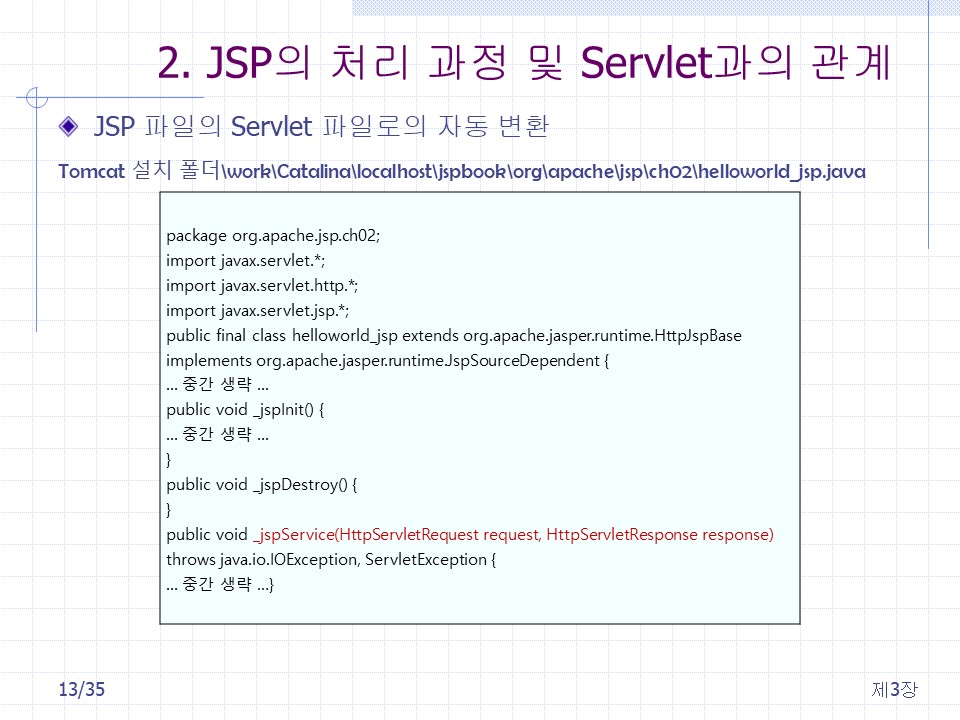 2. JSP의 처리 과정 및 Servlet과의 관계
JSP 파일의 Servlet 파일로의 자동 변환
Tomcat 설치 폴더\work\Catalina\localhost\jspbook\org\apache\jsp\ch02\helloworld_jsp.java
package org.apache.jsp.ch02;
import javax.servlet.*;
import javax.servlet.http.*;
import javax.servlet.jsp.*;
public final class helloworld_jsp extends org.apache.jasper.runtime.HttpJspBase
implements org.apache.jasper.runtime.JspSourceDependent {
... 중간 생략 ...
public void _jspInit() {
... 중간 생략 ...
}
public void _jspDestroy() {
}
public void _jspService(HttpServletRequest request, HttpServletResponse response)
throws java.io.IOException, ServletException {
... 중간 생략 ...}
13/35
제3장